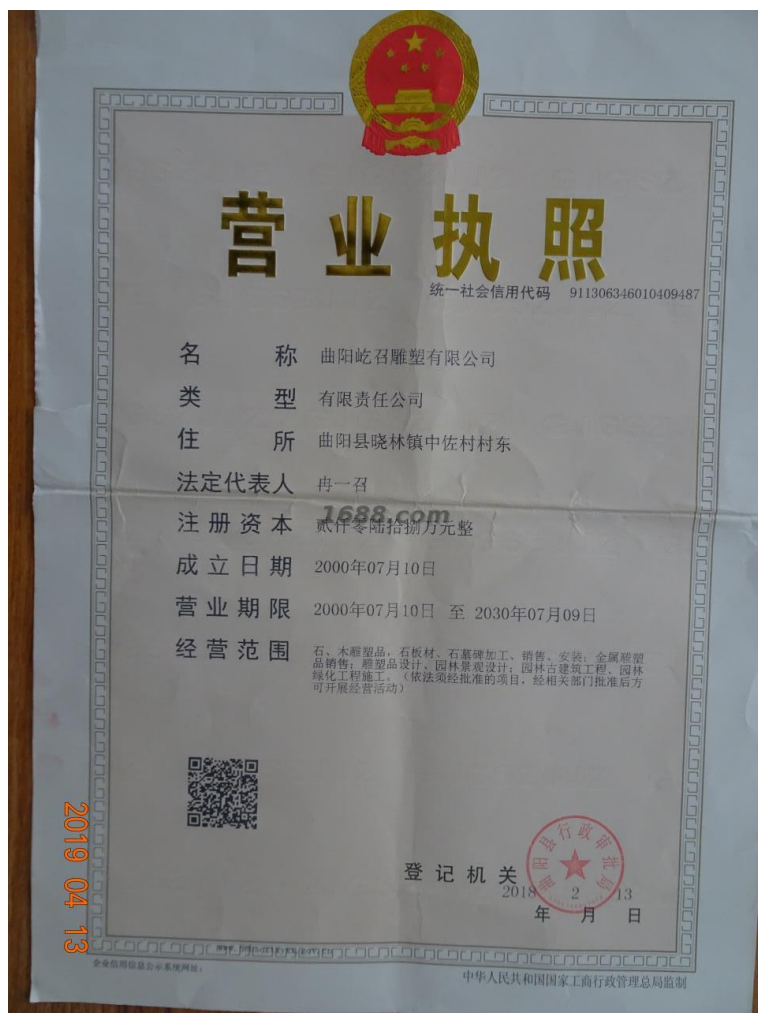 营业执照
统一社会信用代码 911306346010409487
名称 曲阳屹召雕塑有限公司
类型 有限责任公司
住所 曲阳县晓林镇中佐村村东
法定代表人 冉一召
1688.com
注册资本 贰仟零陆拾捌万元整
成立日期 2000年07月10日
营业期限 2000年07月10日 至 2030年07月09日
经营范围 石、木雕塑品，石板材、石墓碑加工、销售、安装；金属雕塑
品销售；雕塑品设计、园林景观设计；园林古建筑工程、园林
绿化工程施工。（依法须经批准的项目，经相关部门批准后方
可开展经营活动）
2019 04 13
曲阳县行政审批局
登记机关
2018 2 13
年 月 日
企业信用信息公示系统网址：
中华人民共和国国家工商行政管理总局监制